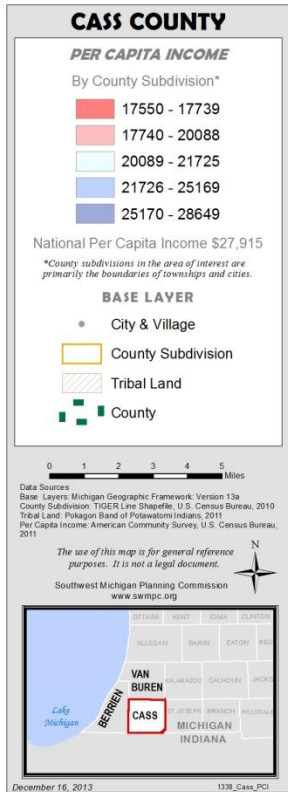 CASS COUNTY
PER CAPITA INCOME
By County Subdivision*
17550 - 17739
17740 - 20088
20089 - 21725
21726 - 25169
25170 - 28649
National Per Capita Income $27,915
*County subdivisions in the area of interest are
primarily the boundaries of townships and cities.
BASE LAYER
City & Village
County Subdivision
Tribal Land
County
0 1 2 3 4 5
Miles
Data Sources
Base Layers: Michigan Geographic Framework: Version 13a
County Subdivision: TIGER Line Shapefile, U.S. Census Bureau, 2010
Tribal Land: Pokagon Band of Potawatomi Indians, 2011
Per Capita Income: American Community Survey, U.S. Census Bureau,
2011
The use of this map is for general reference
purposes. It is not a legal document.
N
Southwest Michigan Planning Commission
www.swmpc.org
OTTAWA KENT IONIA CLINTON
ALLEGAN BARRY EATON
VAN
BUREN KALAMAZOO CALHOUN
BERRIEN
Lake
Michigan
CASS ST. JOSEPH BRANCH HILLSDALE
MICHIGAN
INDIANA
December 16, 2013
1338_Cass_PCI